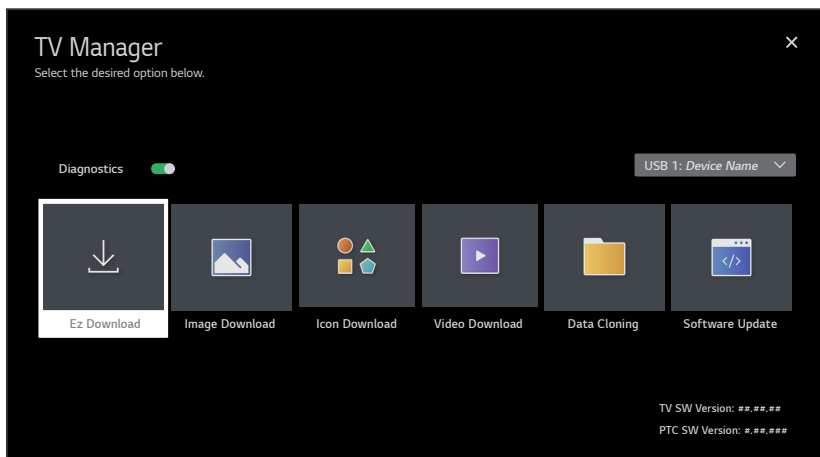 TV Manager
Select the desired option below.
Diagnostics
USB 1: Device Name
Ez Download
Image Download
Icon Download
Video Download
Data Cloning
Software Update
TV SW Version: ##.##.##
PTC SW Version: #.##.###